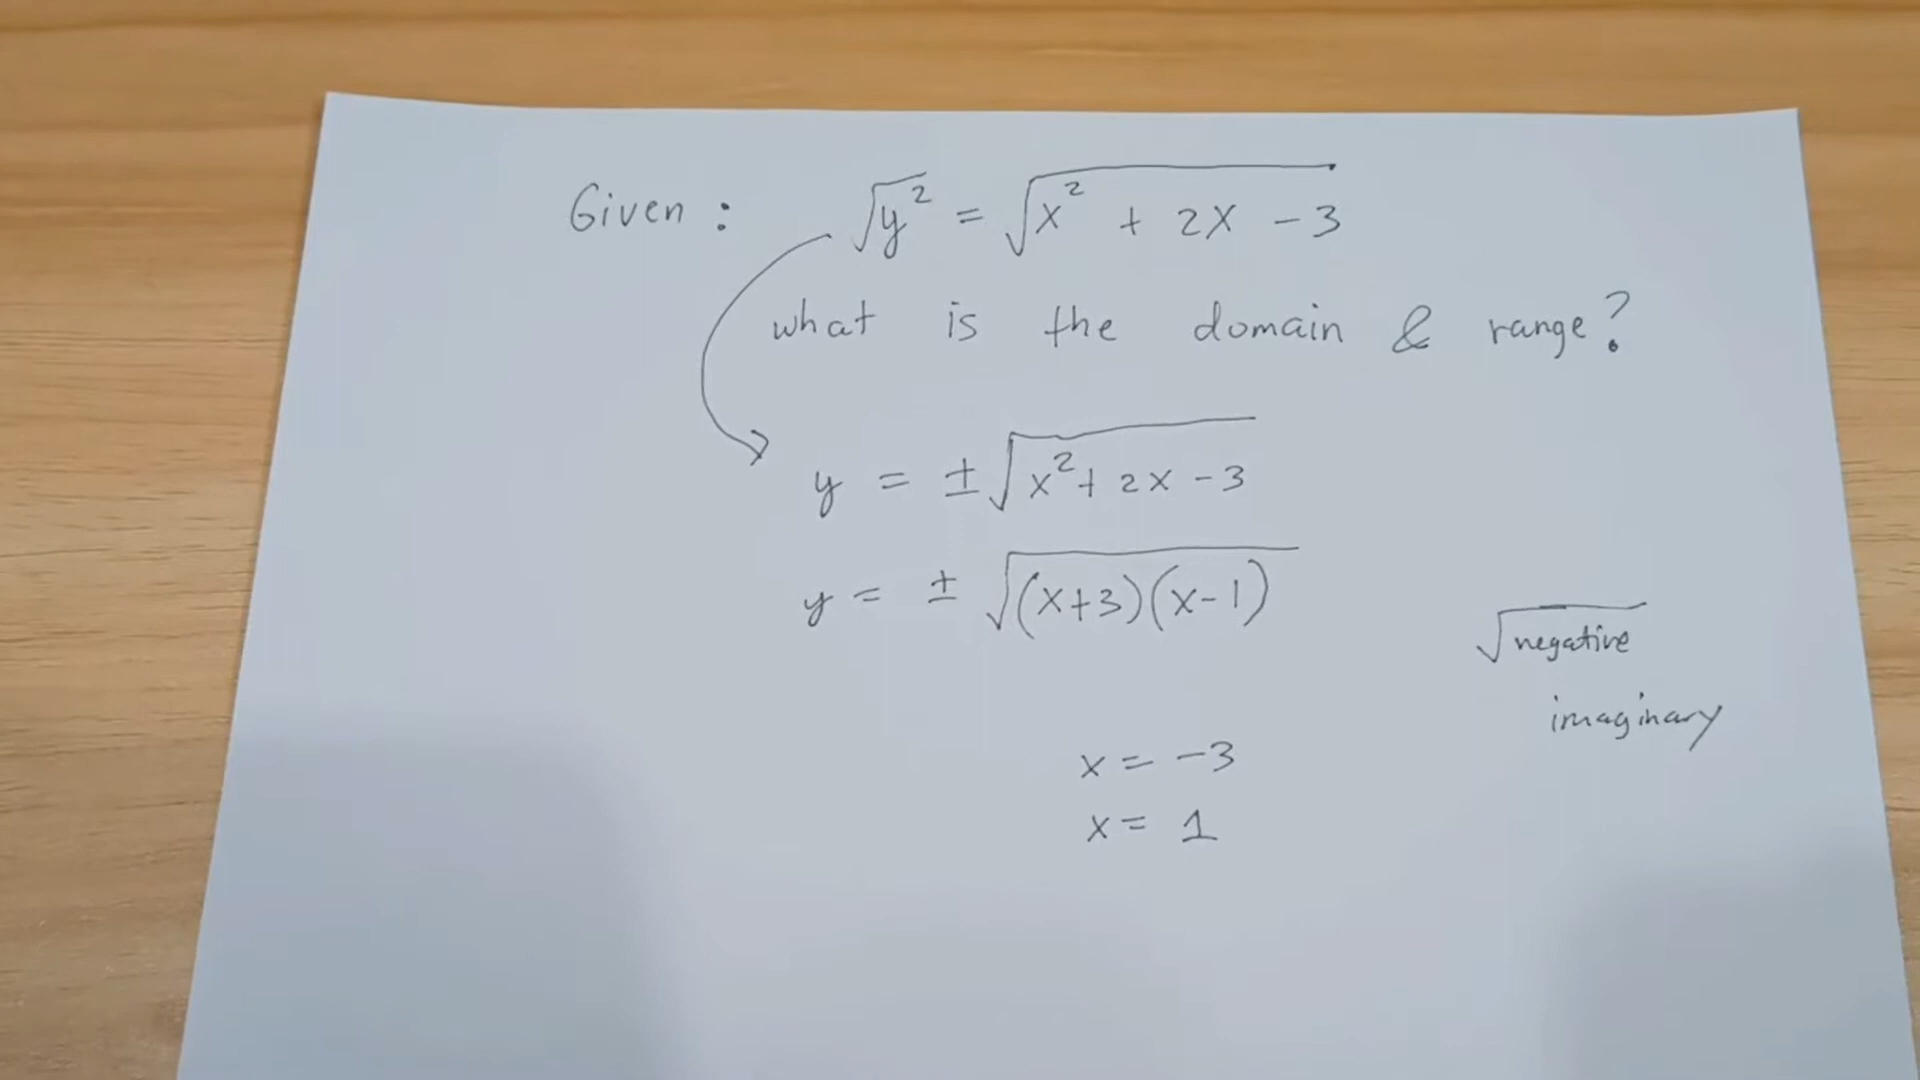 Given : √y² = √x² + 2x - 3
what is the domain & range?
y = ±√x² + 2x - 3
y = ± √(x+3)(x-1)
√negative
imaginary
x = -3
x = 1